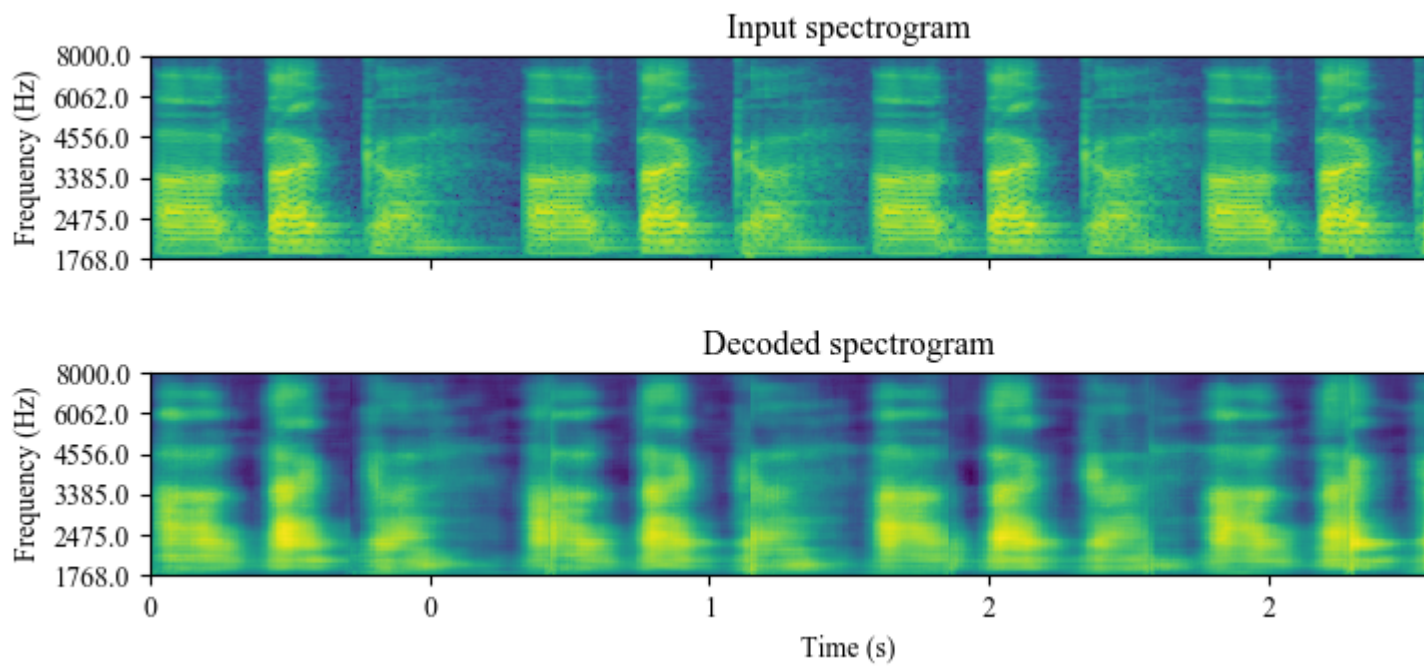 Input spectrogram
Frequency (Hz)
8000.0
6062.0
4556.0
3385.0
2475.0
1768.0
Decoded spectrogram
Frequency (Hz)
8000.0
6062.0
4556.0
3385.0
2475.0
1768.0
0 0 1 2 2
Time (s)